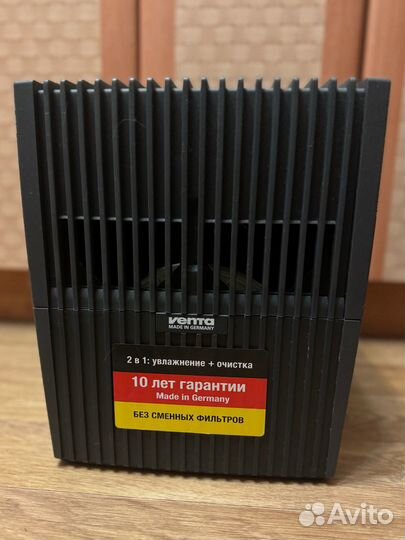 venta
MADE IN GERMANY
2 в 1: увлажнение + очистка
10 лет гарантии
Made in Germany
БЕЗ СМЕННЫХ ФИЛЬТРОВ
Avito